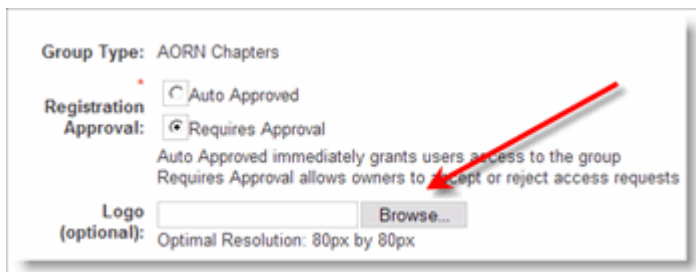 Group Type: AORN Chapters
*
Registration Approval:
Auto Approved
Requires Approval
Auto Approved immediately grants users access to the group
Requires Approval allows owners to accept or reject access requests
Logo (optional):
Browse...
Optimal Resolution: 80px by 80px